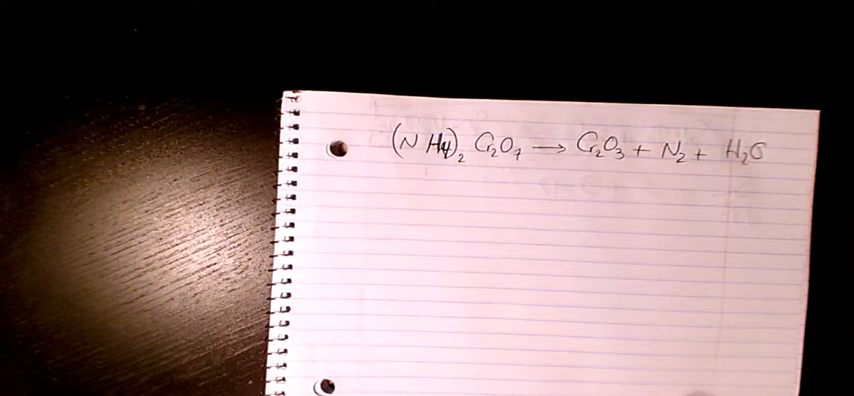 (NH₄)₂ Cr₂O₇ → Cr₂O₃ + N₂ + H₂O